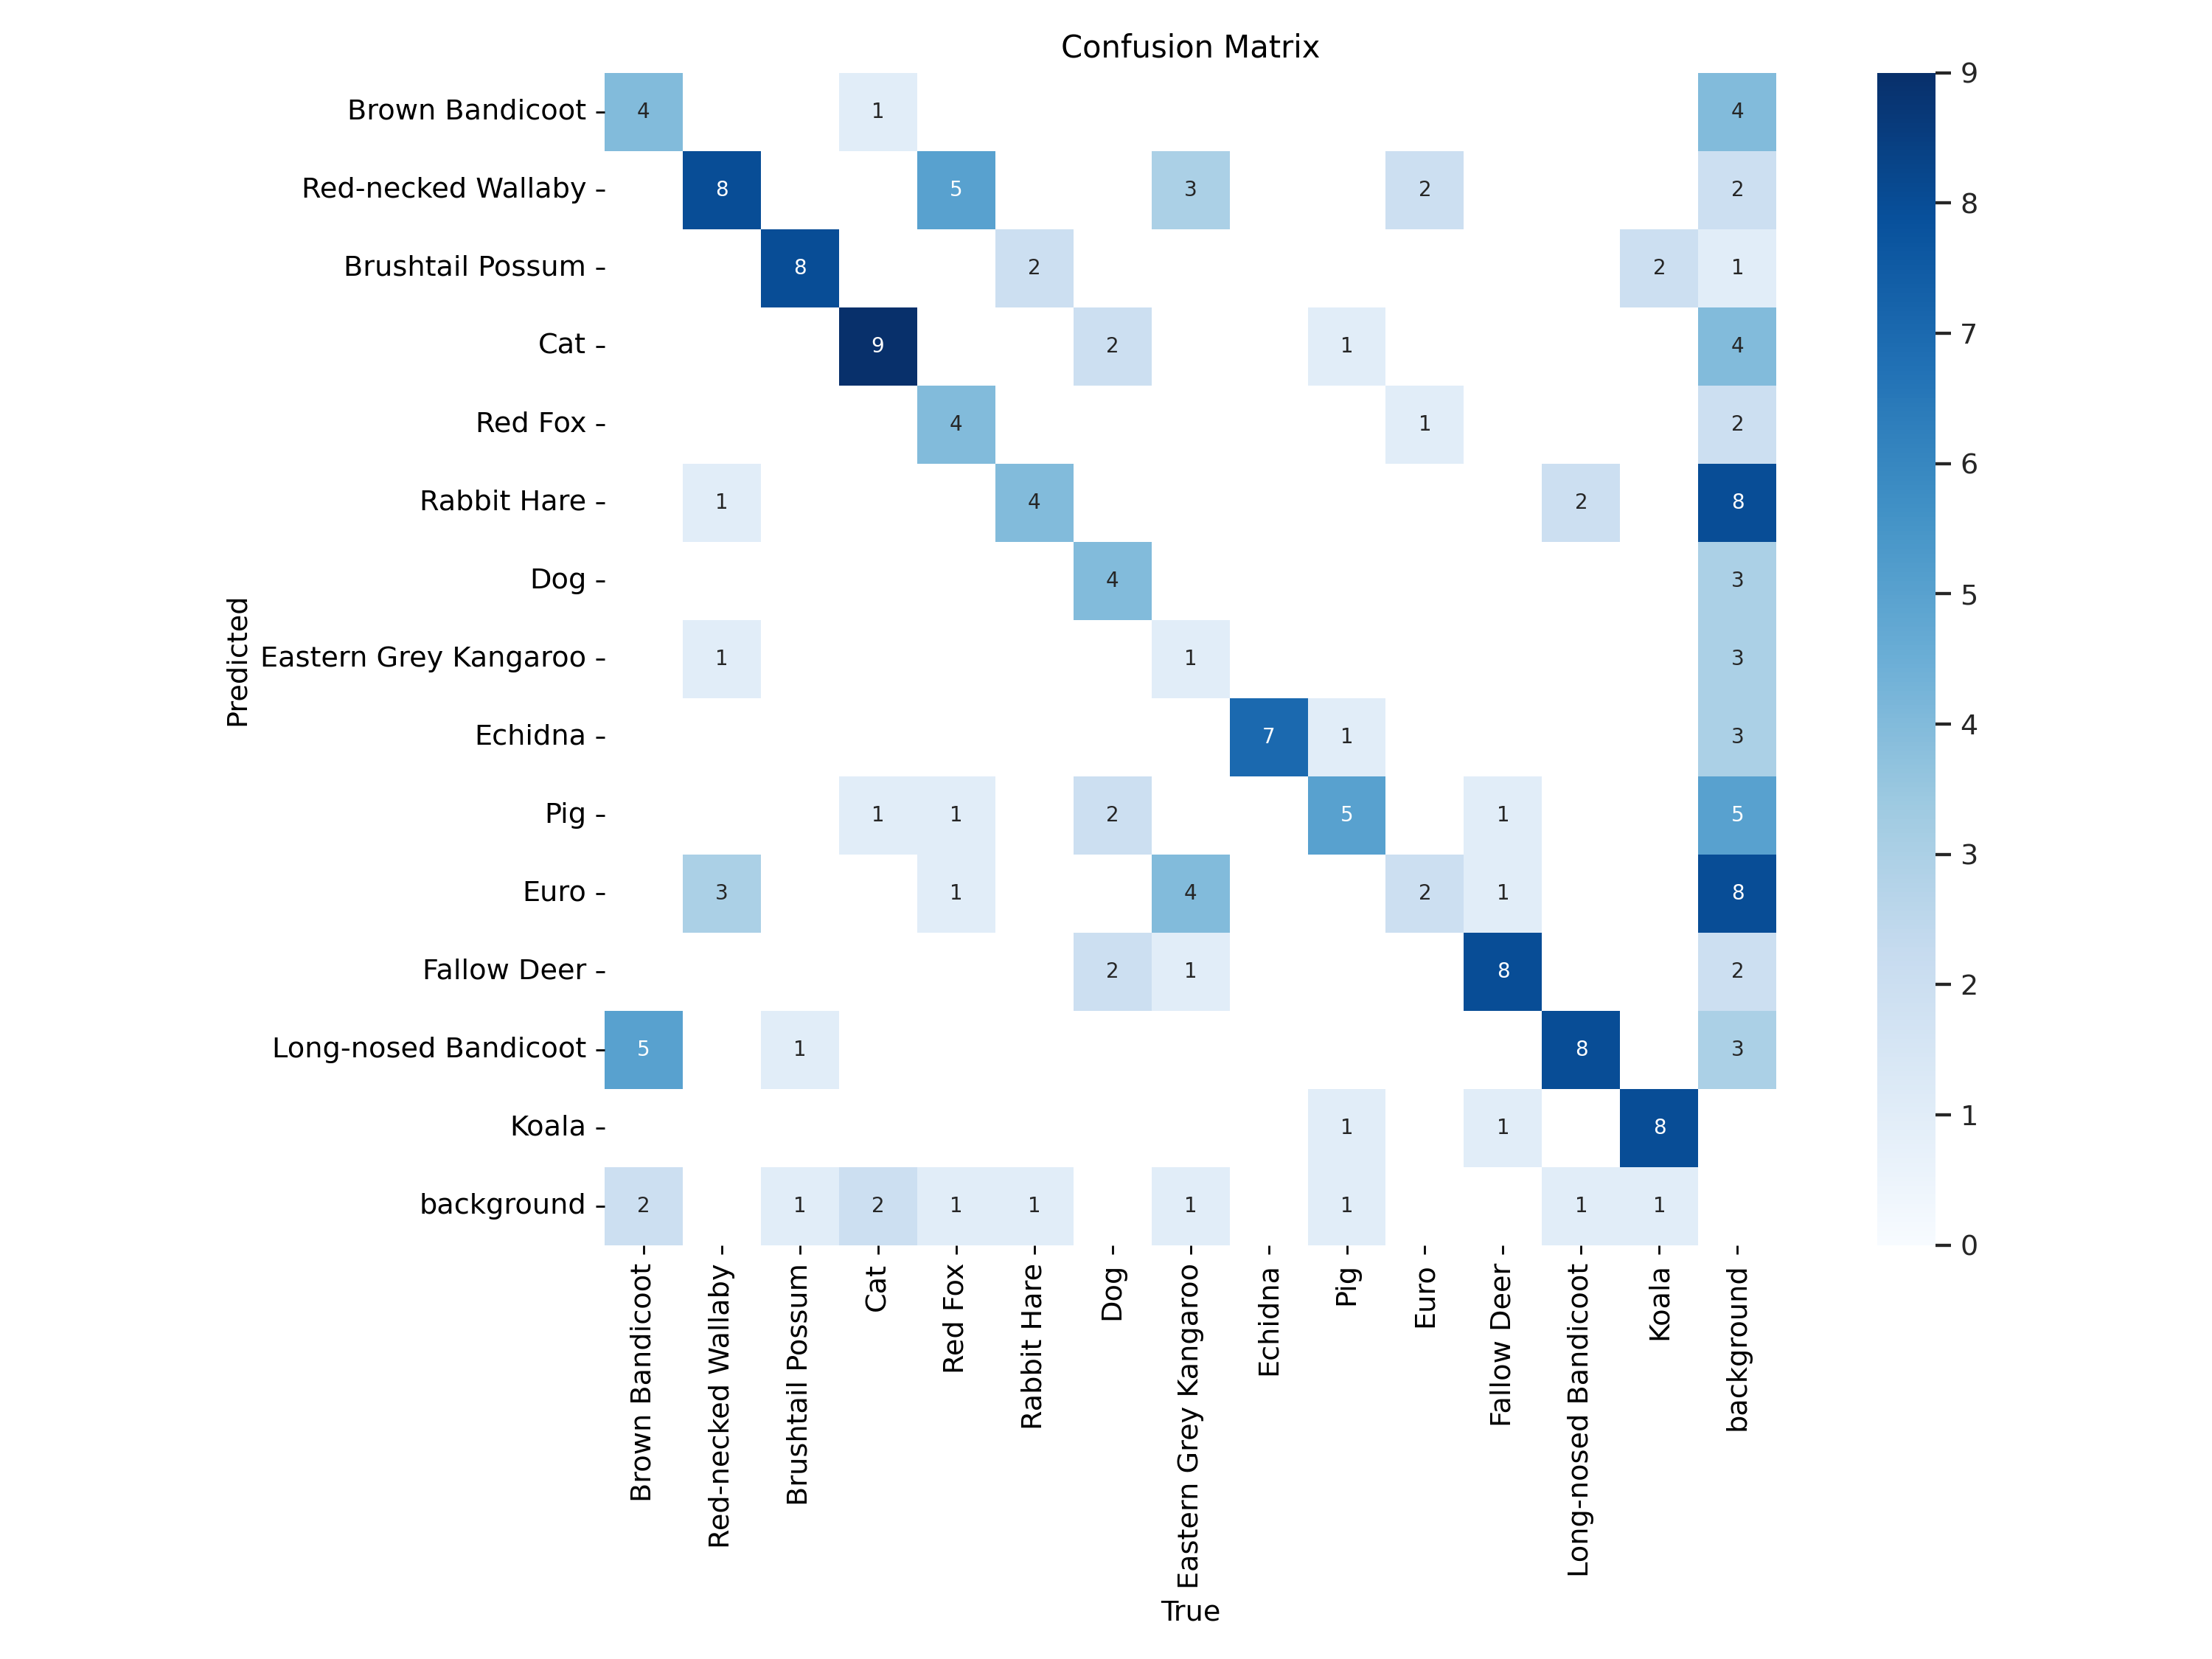 Confusion Matrix
Predicted
Brown Bandicoot 4 1 4
Red-necked Wallaby 8 5 3 2 2
Brushtail Possum 8 2 2 1
Cat 9 2 1 4
Red Fox 4 1 2
Rabbit Hare 1 4 2 8
Dog 4 3
Eastern Grey Kangaroo 1 1 3
Echidna 7 1 3
Pig 1 1 2 5 1 5
Euro 3 1 4 2 1 8
Fallow Deer 2 1 8 2
Long-nosed Bandicoot 5 1 8 3
Koala 1 1 8
background 2 1 2 1 1 1 1 1 1
Brown Bandicoot
Red-necked Wallaby
Brushtail Possum
Cat
Red Fox
Rabbit Hare
Dog
Eastern Grey Kangaroo
Echidna
Pig
Euro
Fallow Deer
Long-nosed Bandicoot
Koala
background
True
9
8
7
6
5
4
3
2
1
0